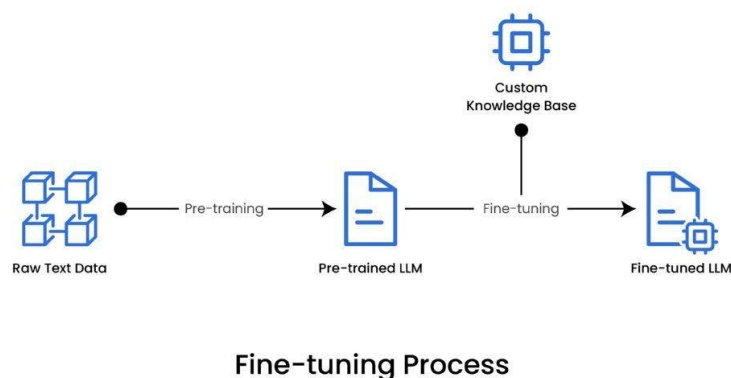 Custom
Knowledge Base
Pre-training
Fine-tuning
Raw Text Data
Pre-trained LLM
Fine-tuned LLM
Fine-tuning Process